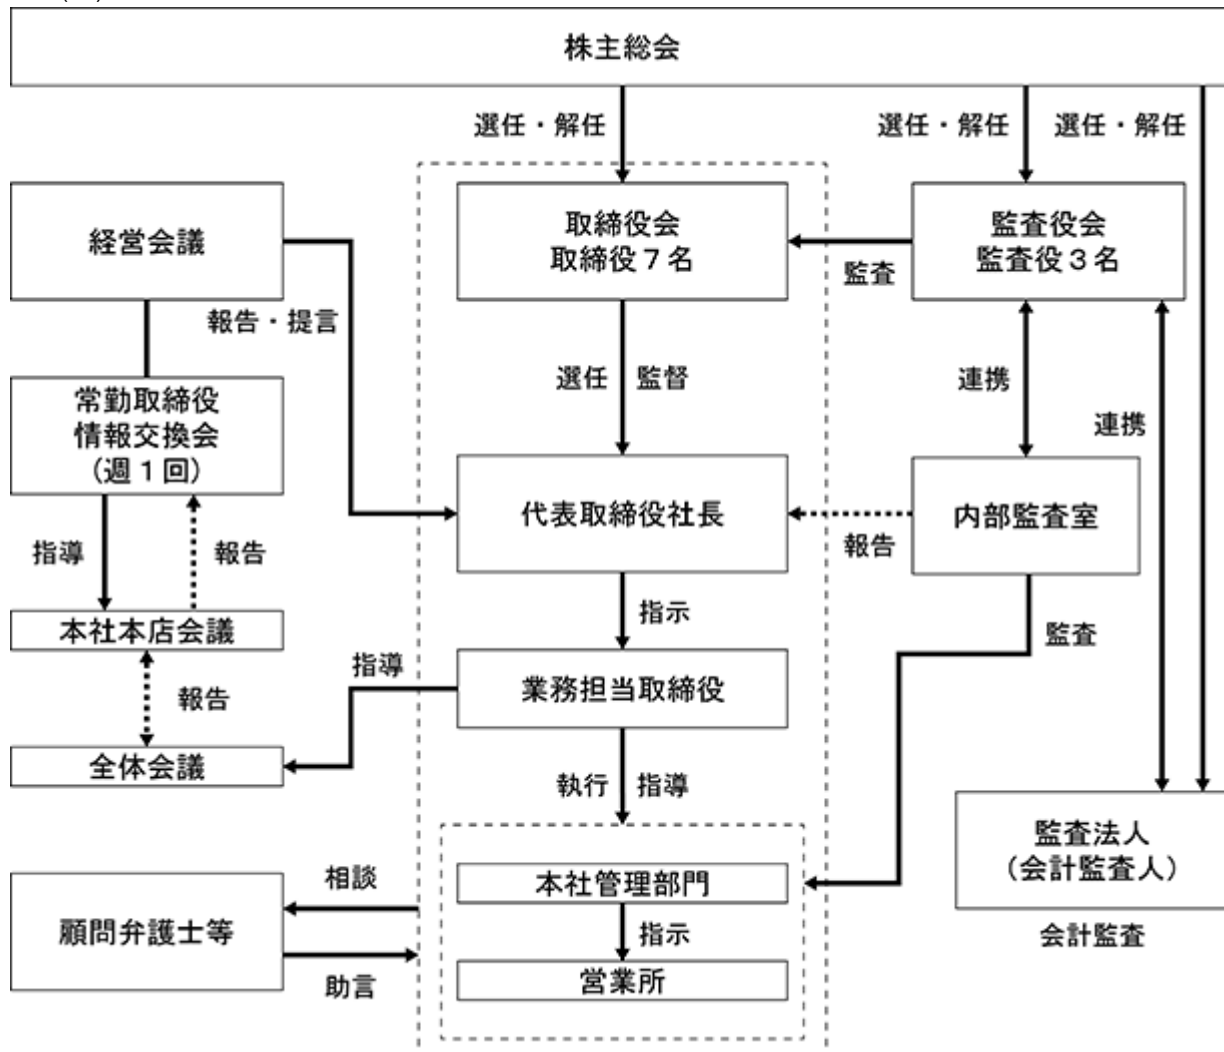 株主総会
選任・解任
選任・解任
選任・解任
経営会議
取締役会
取締役7名
監査役会
監査役3名
監査
報告・提言
選任
監督
連携
連携
常勤取締役
情報交換会
(週1回)
代表取締役社長
内部監査室
報告
指導
報告
本社本店会議
指示
監査
報告
指導
業務担当取締役
全体会議
執行
指導
監査法人
(会計監査人)
会計監査
相談
顧問弁護士等
助言
本社管理部門
指示
営業所